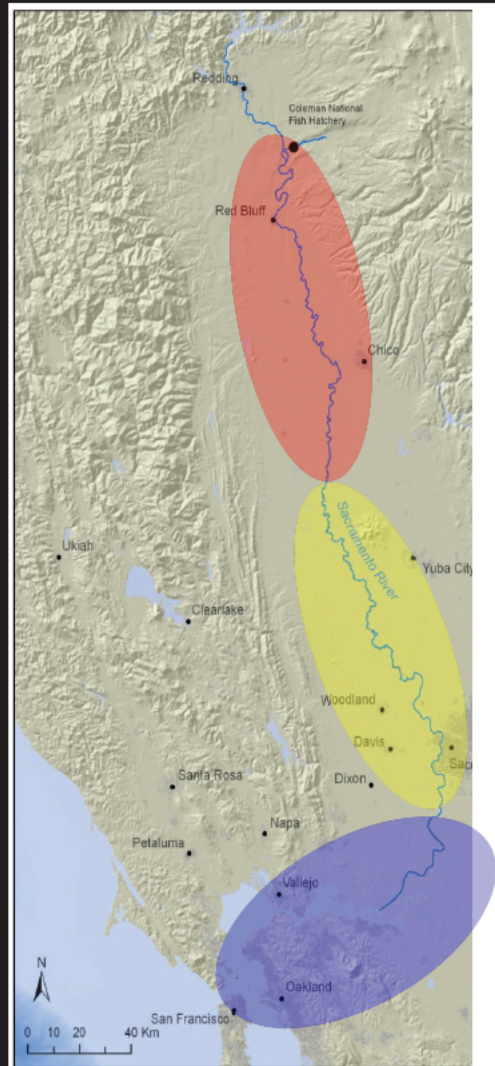 Redding
Coleman National
Fish Hatchery
Red Bluff
Chico
Sacramento River
Ukiah
Yuba City
Clearlake
Woodland
Davis
Sacr
Dixon
Santa Rosa
Napa
Petaluma
Vallejo
N
Oakland
San Francisco
0 10 20 40 Km